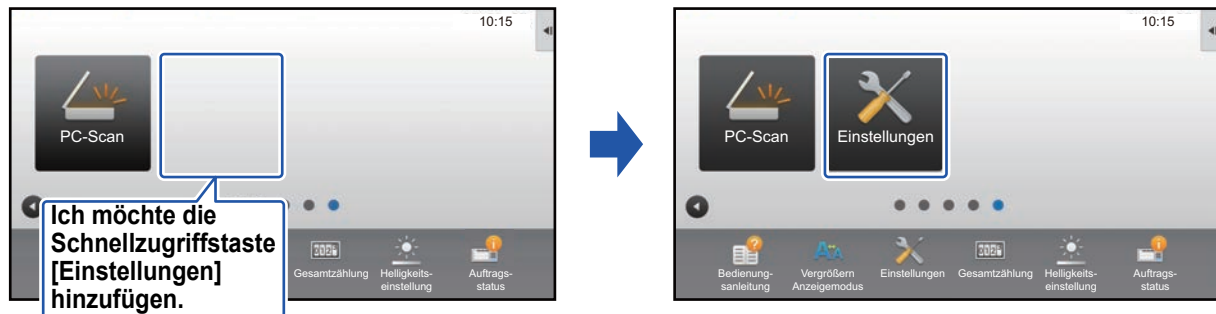 10:15
PC-Scan
Ich möchte die
Schnellzugriffstaste
[Einstellungen]
hinzufügen.
Gesamtzählung
Helligkeits-
einstellung
Auftrags-
status
10:15
PC-Scan
Einstellungen
Bedienung-
sanleitung
Vergrößern
Anzeigemodus
Einstellungen
Gesamtzählung
Helligkeits-
einstellung
Auftrags-
status